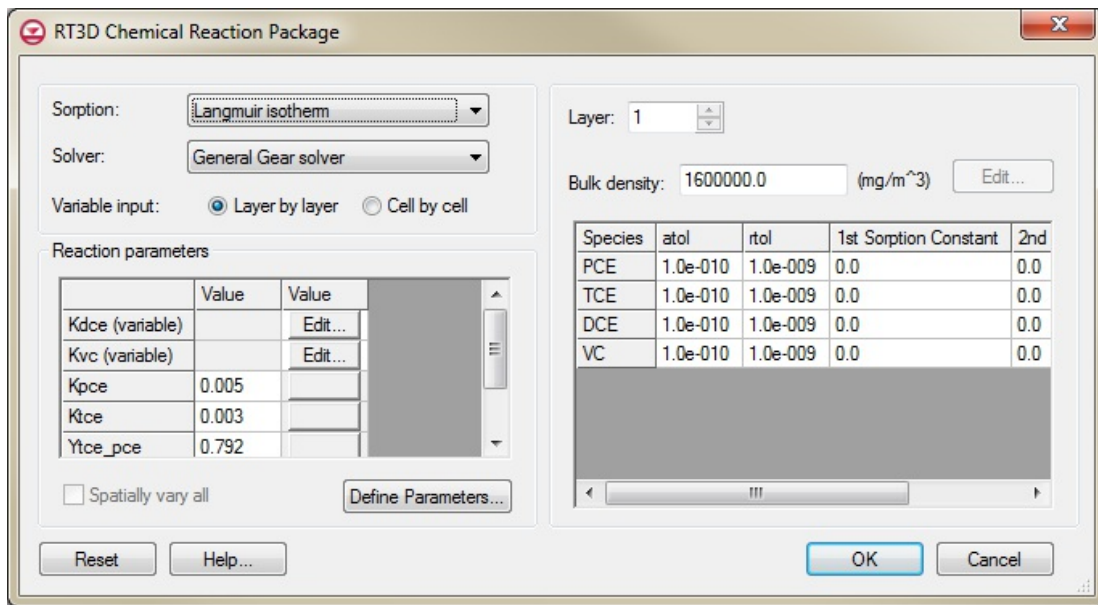 RT3D Chemical Reaction Package
Sorption: Langmuir isotherm
Solver: General Gear solver
Variable input: Layer by layer Cell by cell
Reaction parameters
Value Value
Kdce (variable) Edit...
Kvc (variable) Edit...
Kpce 0.005
Ktce 0.003
Ytce_pce 0.792
Spatially vary all Define Parameters...
Layer: 1
Bulk density: 1600000.0 (mg/m^3) Edit...
Species atol rtol 1st Sorption Constant 2nd
PCE 1.0e-010 1.0e-009 0.0 0.0
TCE 1.0e-010 1.0e-009 0.0 0.0
DCE 1.0e-010 1.0e-009 0.0 0.0
VC 1.0e-010 1.0e-009 0.0 0.0
Reset Help... OK Cancel